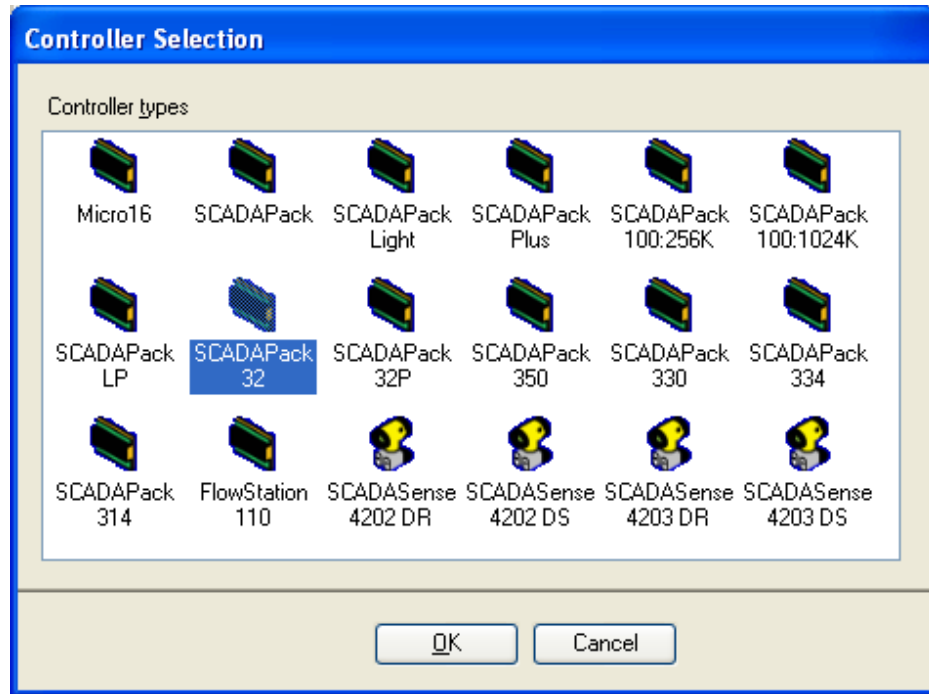 Controller Selection
Controller types
Micro16 SCADAPack SCADAPack SCADAPack SCADAPack SCADAPack
Light Plus 100:256K 100:1024K
SCADAPack SCADAPack SCADAPack SCADAPack SCADAPack SCADAPack
LP 32 32P 350 330 334
SCADAPack FlowStation SCADASense SCADASense SCADASense SCADASense
314 110 4202 DR 4202 DS 4203 DR 4203 DS
OK Cancel